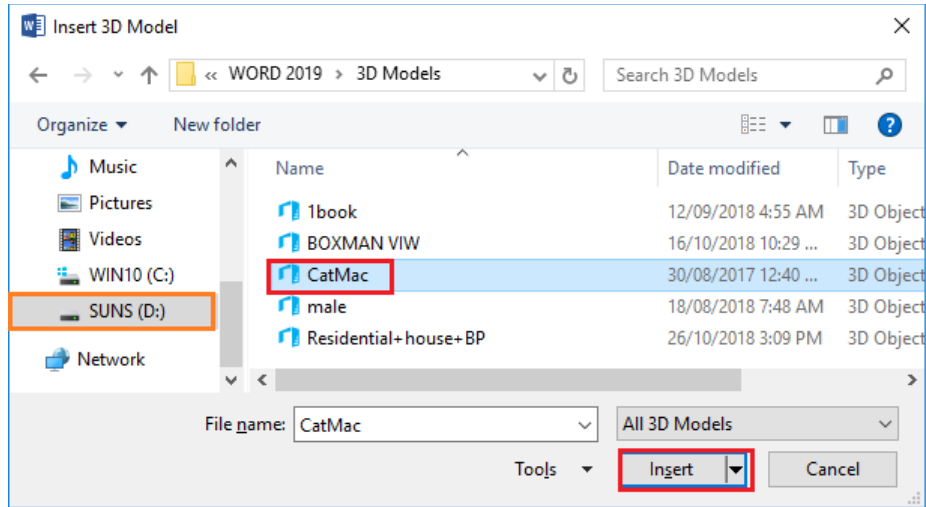 Insert 3D Model
« WORD 2019 > 3D Models
Search 3D Models
Organize
New folder
Name
Date modified
Type
Music
Pictures
Videos
WIN10 (C:)
SUNS (D:)
Network
1book 12/09/2018 4:55 AM 3D Object
BOXMAN VIW 16/10/2018 10:29 ... 3D Object
CatMac 30/08/2017 12:40 ... 3D Object
male 18/08/2018 7:48 AM 3D Object
Residential+house+BP 26/10/2018 3:09 PM 3D Object
File name: CatMac
All 3D Models
Tools
Insert
Cancel